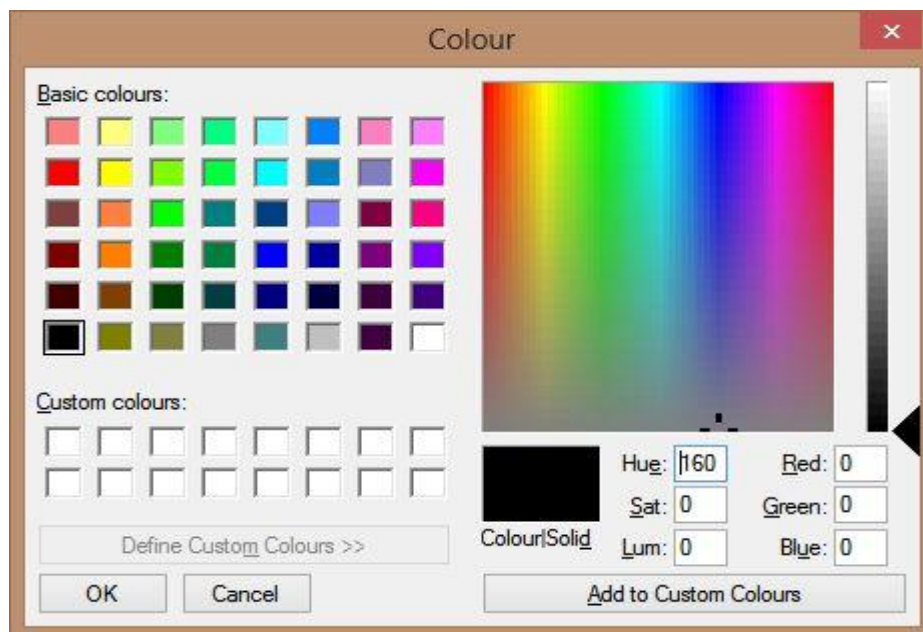 Colour
Basic colours:
Custom colours:
Define Custom Colours >>
OK Cancel
Hue: 160 Red: 0
Sat: 0 Green: 0
Colour|Solid Lum: 0 Blue: 0
Add to Custom Colours